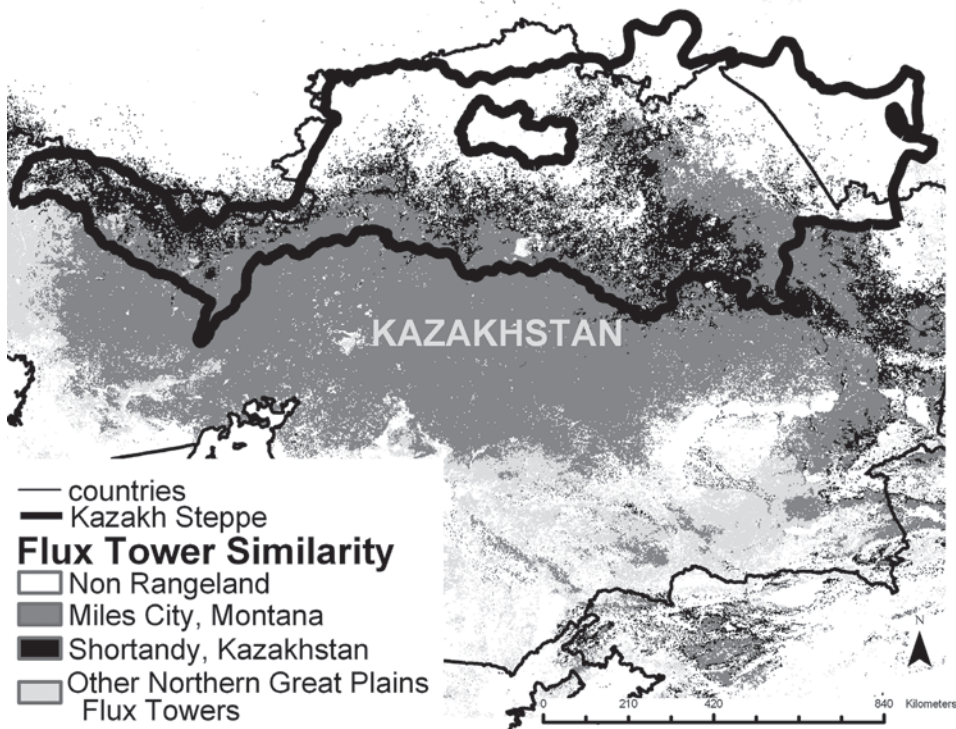 KAZAKHSTAN
countries
Kazakh Steppe
Flux Tower Similarity
Non Rangeland
Miles City, Montana
Shortandy, Kazakhstan
Other Northern Great Plains
Flux Towers
N
0 210 420 840 Kilometers